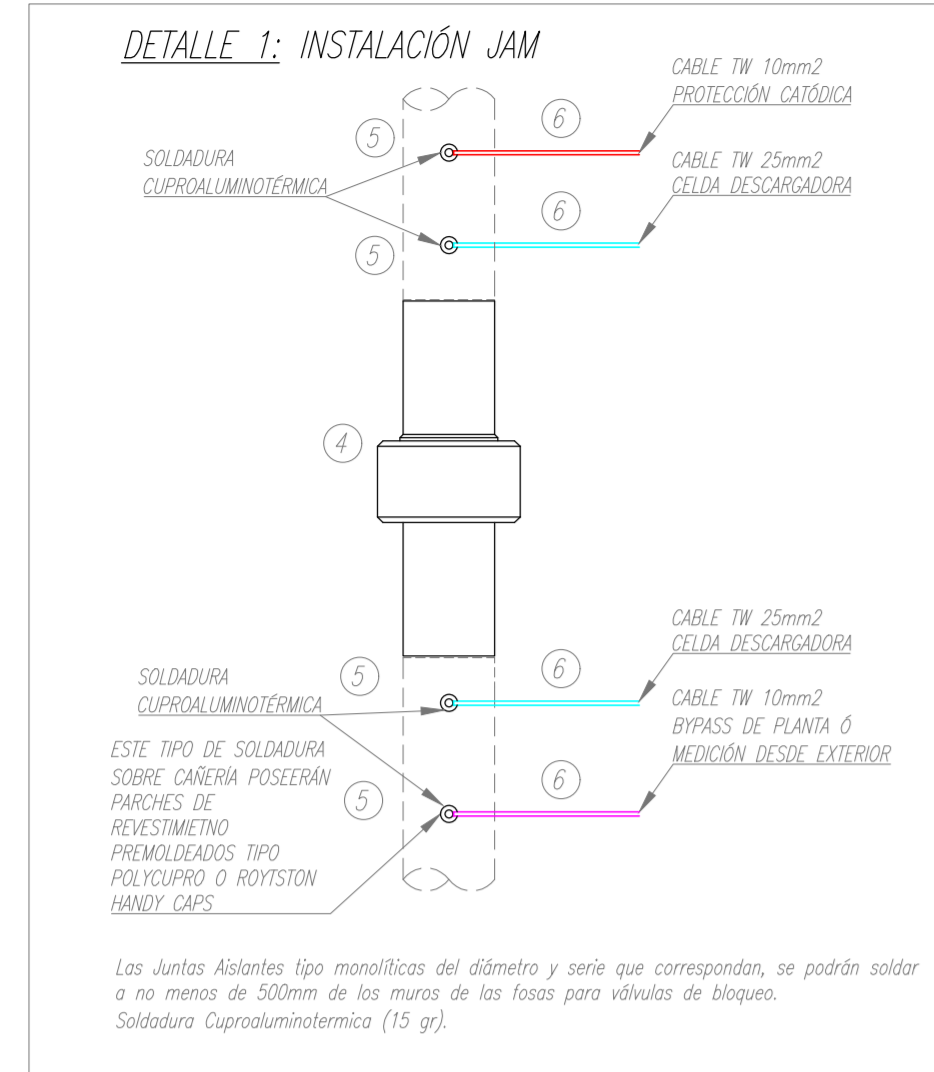 DETALLE 1: INSTALACIÓN JAM
CABLE TW 10mm2
PROTECCIÓN CATÓDICA
5
6
SOLDADURA
CUPROALUMINOTÉRMICA
CABLE TW 25mm2
CELDA DESCARGADORA
6
5
4
CABLE TW 25mm2
CELDA DESCARGADORA
5
6
SOLDADURA
CUPROALUMINOTÉRMICA
CABLE TW 10mm2
BYPASS DE PLANTA Ó
MEDICIÓN DESDE EXTERIOR
ESTE TIPO DE SOLDADURA
SOBRE CAÑERÍA POSEERÁN
PARCHES DE
REVESTIMIETNO
PREMOLDEADOS TIPO
POLYCUPRO O ROYTSTON
HANDY CAPS
5
6
Las Juntas Aislantes tipo monolíticas del diámetro y serie que correspondan, se podrán soldar
a no menos de 500mm de los muros de las fosas para válvulas de bloqueo.
Soldadura Cuproaluminotermica (15 gr).